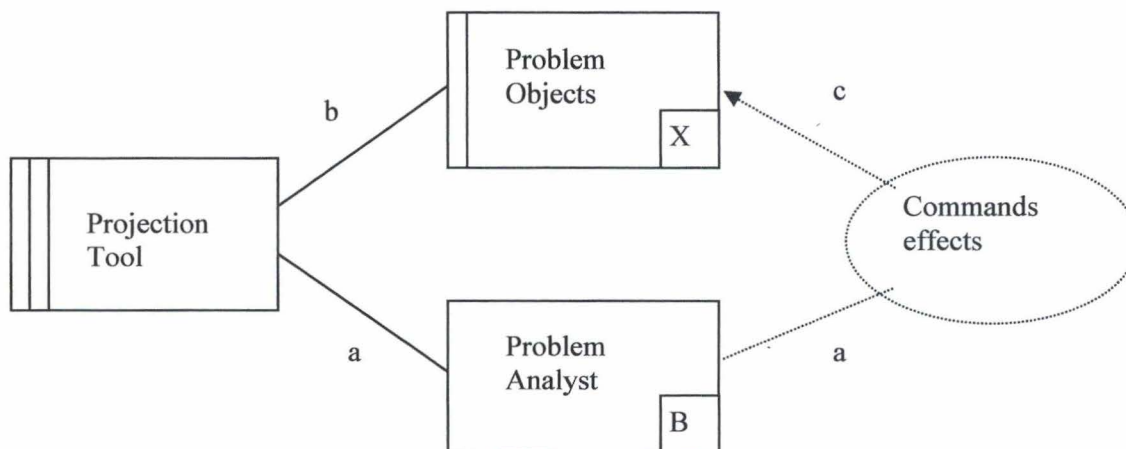 Problem
Objects
X
b
c
Projection
Tool
Commands
effects
a
Problem
Analyst
a
B